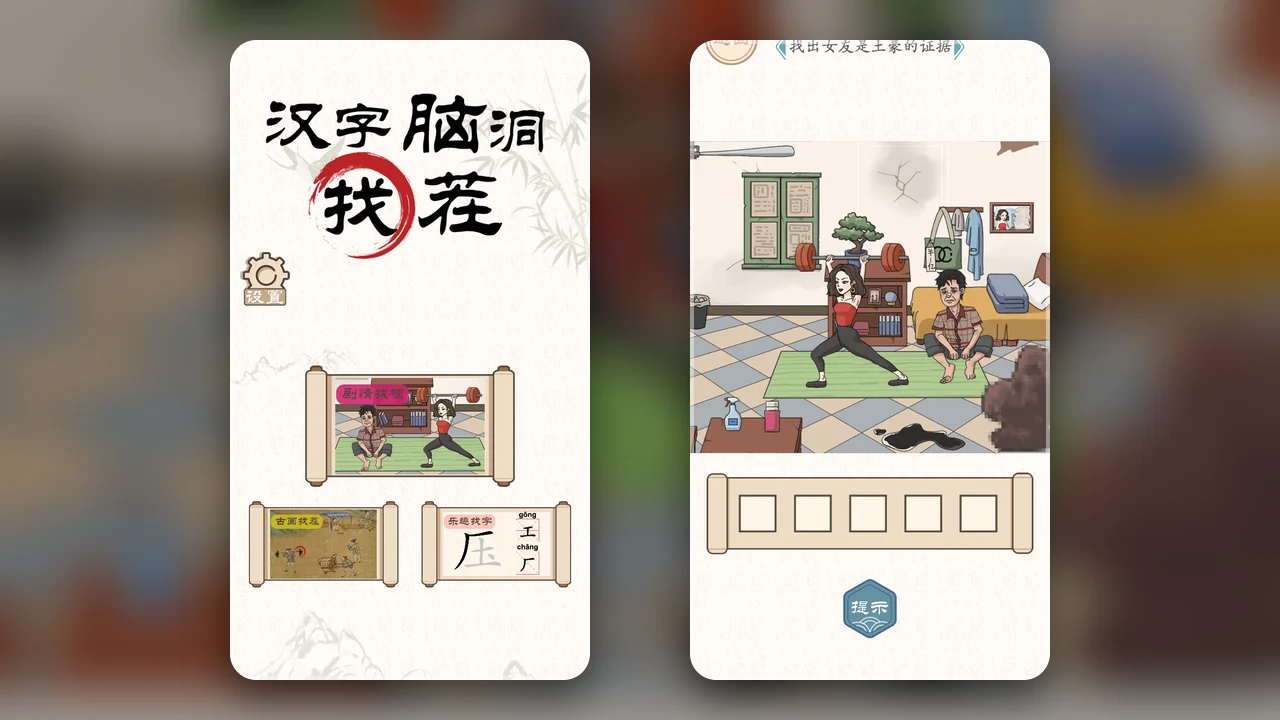 汉字脑洞
找茬
设置
剧情找茬
古画找茬
乐趣找字
gōng
工
chǎng
厂
压
找出女友是土豪的证据
提示